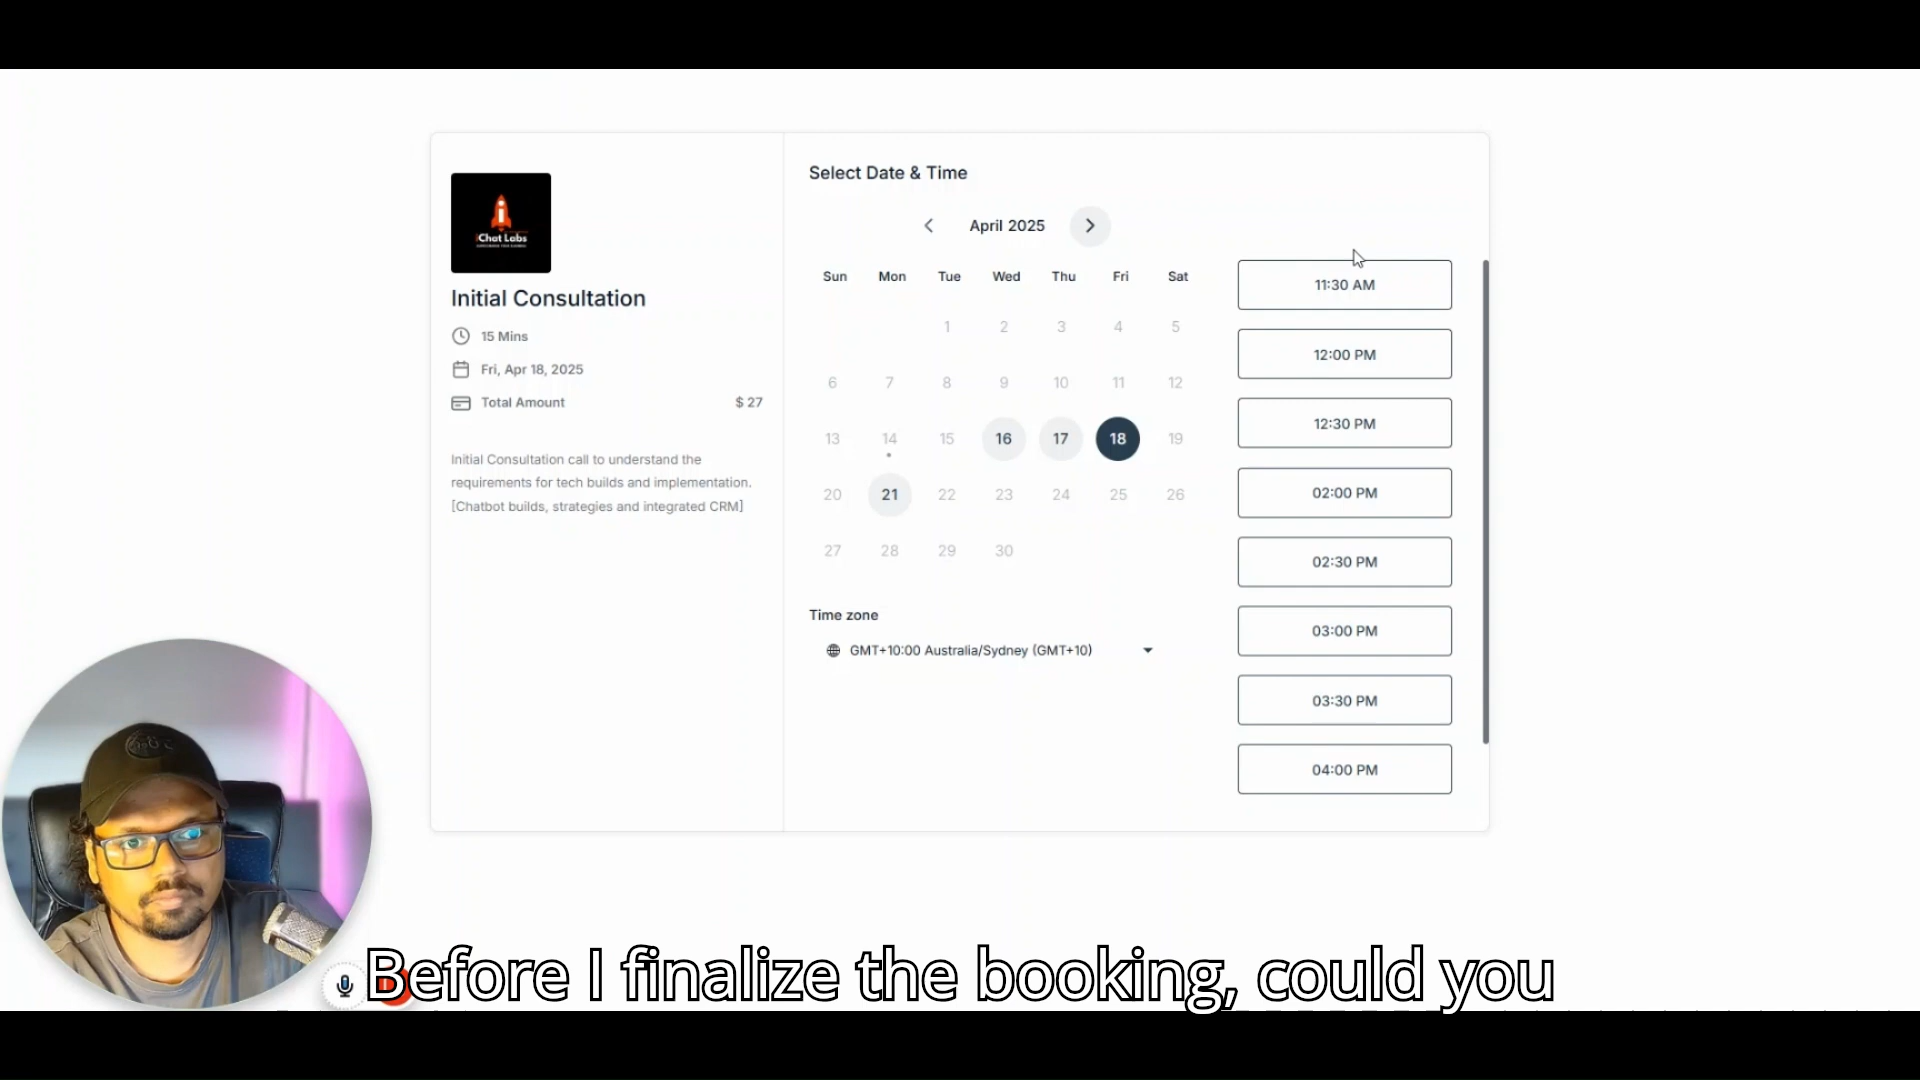 Chat Labs
Initial Consultation
15 Mins
Fri, Apr 18, 2025
Total Amount $ 27
Initial Consultation call to understand the
requirements for tech builds and implementation.
[Chatbot builds, strategies and integrated CRM]
Select Date & Time
April 2025
Sun Mon Tue Wed Thu Fri Sat
1 2 3 4 5
6 7 8 9 10 11 12
13 14 15 16 17 18 19
20 21 22 23 24 25 26
27 28 29 30
Time zone
GMT+10:00 Australia/Sydney (GMT+10)
11:30 AM
12:00 PM
12:30 PM
02:00 PM
02:30 PM
03:00 PM
03:30 PM
04:00 PM
Before I finalize the booking, could you